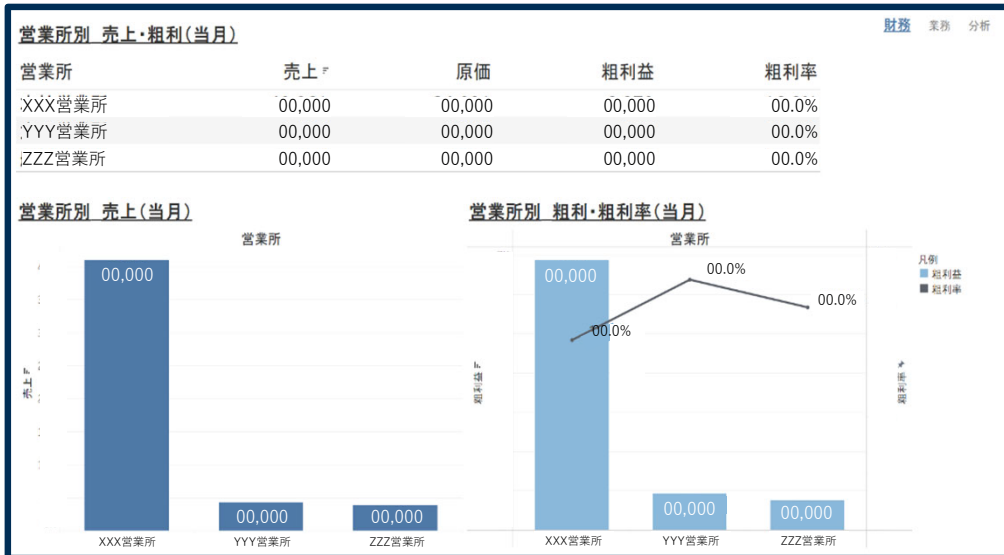 営業所別 売上・粗利(当月)
財務 業務 分析
営業所 売上 原価 粗利益 粗利率
XXX営業所 00,000 00,000 00,000 00.0%
YYY営業所 00,000 00,000 00,000 00.0%
ZZZ営業所 00,000 00,000 00,000 00.0%
営業所別 売上(当月)
営業所
売上
00,000
00,000
00,000
XXX営業所 YYY営業所 ZZZ営業所
営業所別 粗利・粗利率(当月)
営業所
粗利益
粗利率
00,000
00.0%
00.0%
00.0%
00,000
00,000
XXX営業所 YYY営業所 ZZZ営業所
凡例
粗利益
粗利率